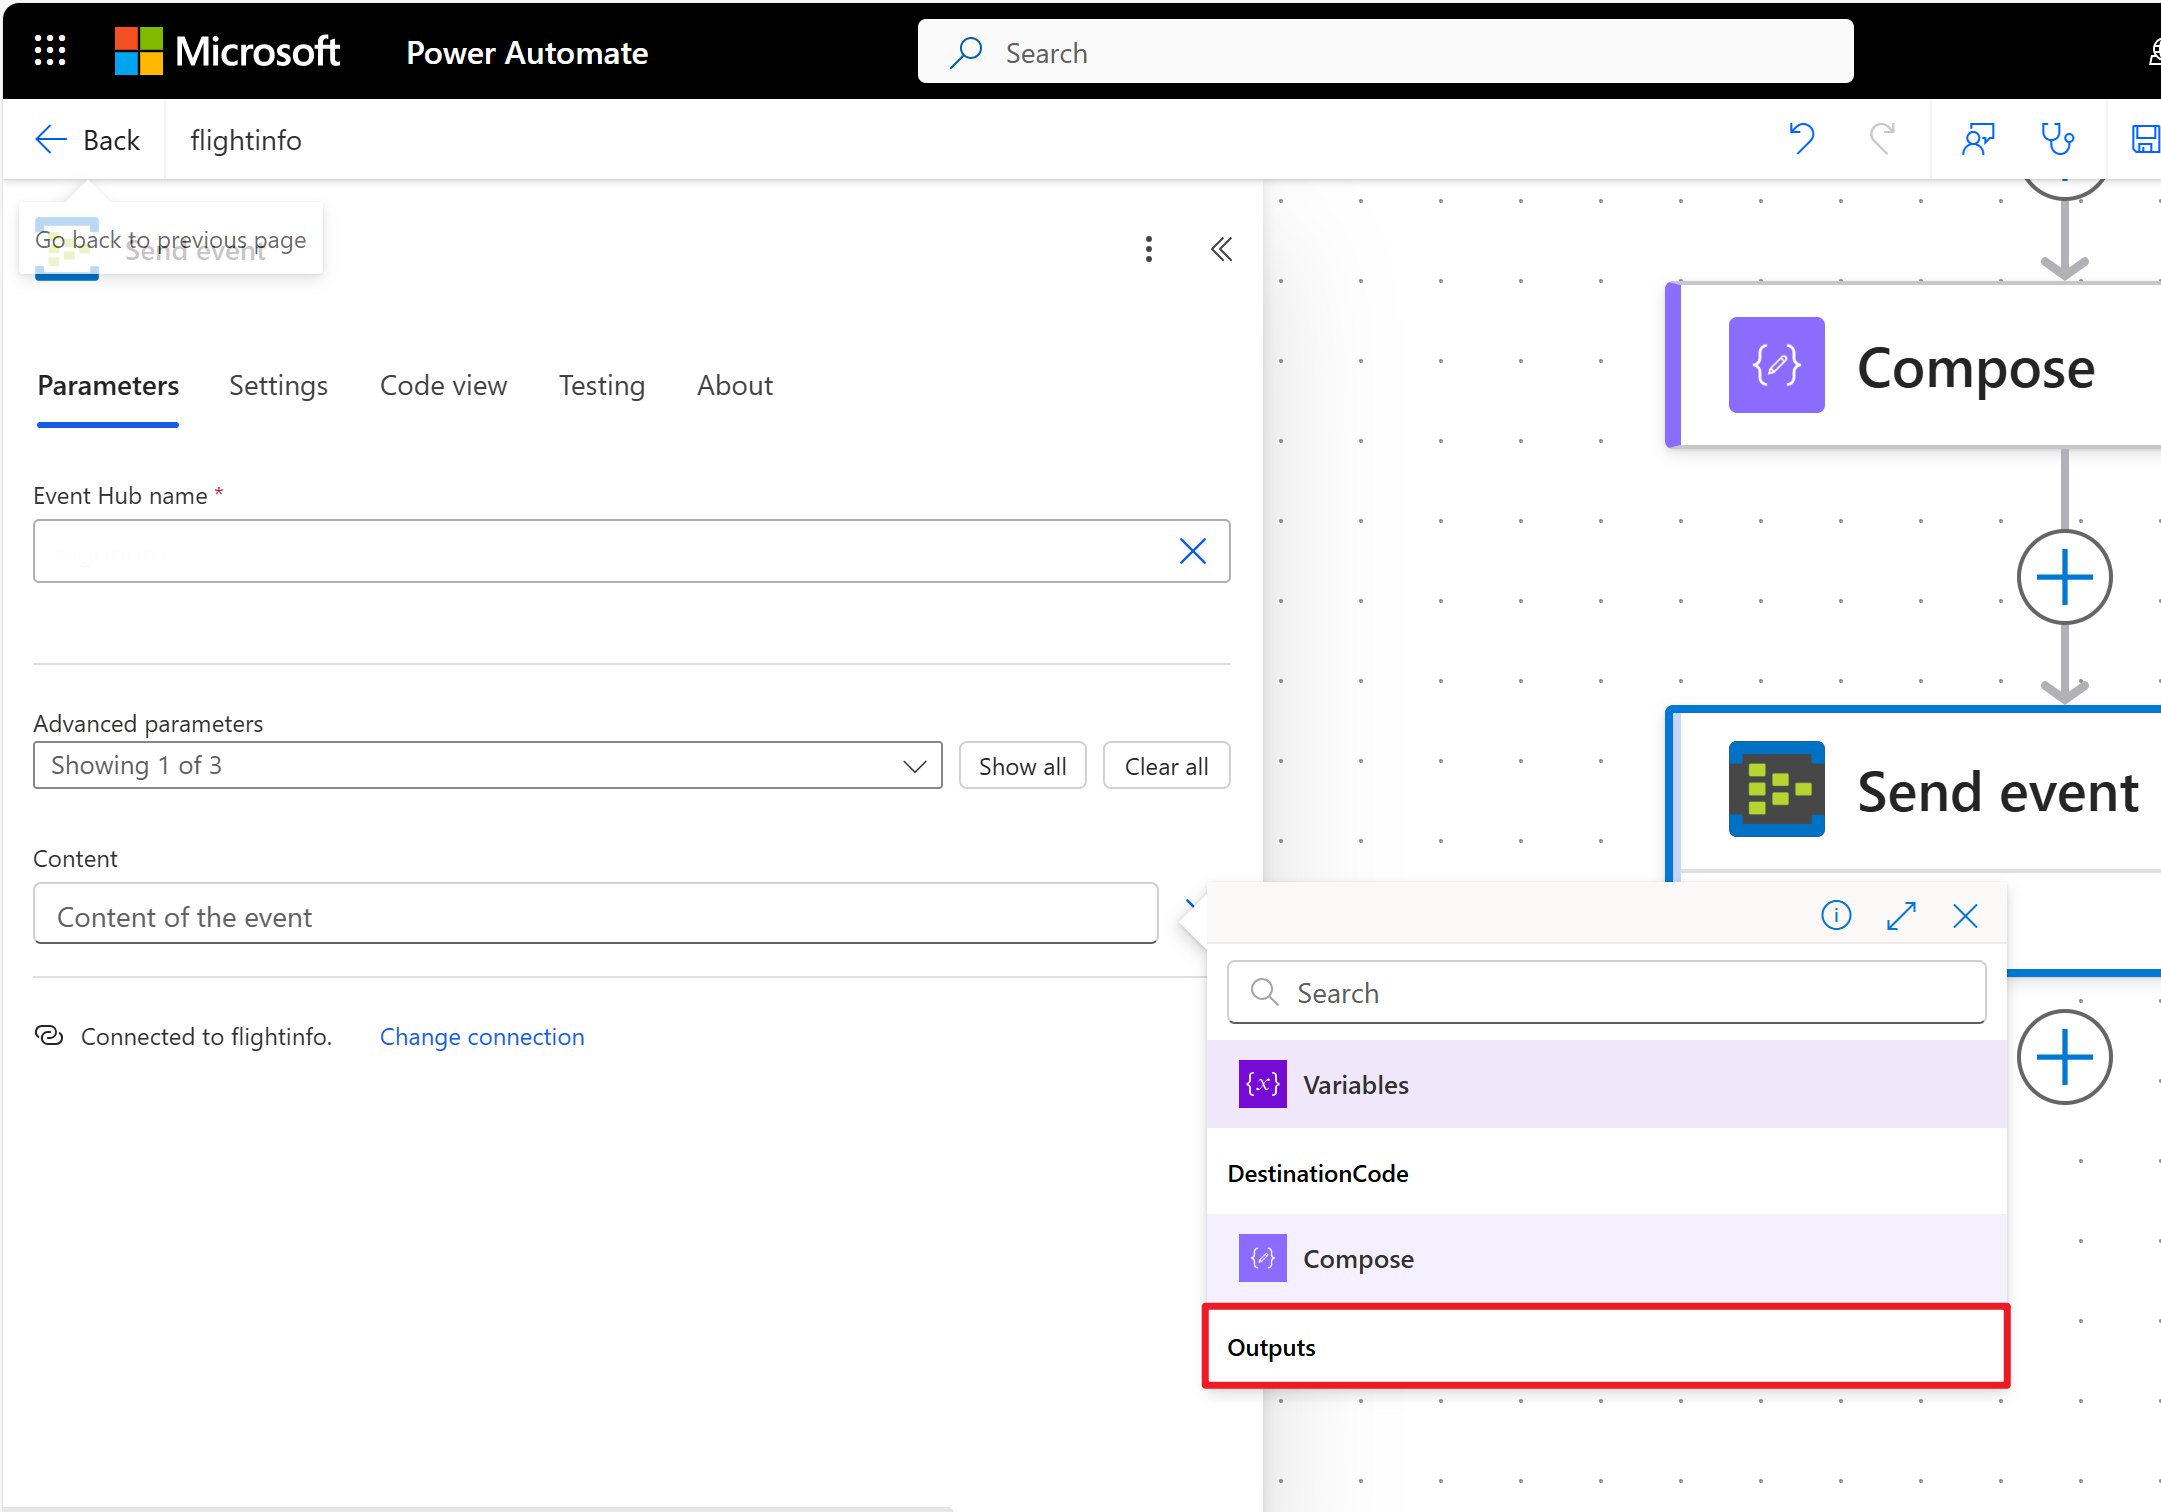 Microsoft
Power Automate
Search
Back
flightinfo
Go back to previous page
Send event
Parameters
Settings
Code view
Testing
About
Event Hub name *
Advanced parameters
Showing 1 of 3
Show all
Clear all
Content
Content of the event
Connected to flightinfo.
Change connection
Compose
Send event
Search
{x} Variables
DestinationCode
Compose
Outputs